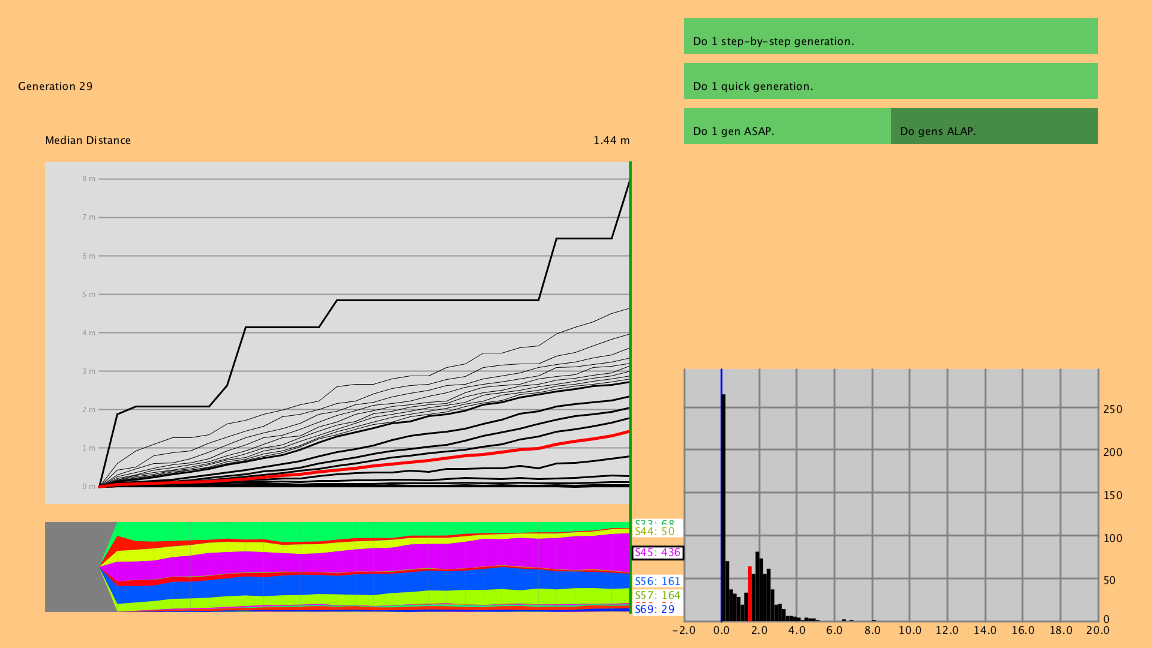 Do 1 step-by-step generation.
Generation 29
Do 1 quick generation.
Do 1 gen ASAP.
Do gens ALAP.
Median Distance
1.44 m
8 m
7 m
6 m
5 m
4 m
3 m
2 m
1 m
0 m
S33: 68
S44: 50
S45: 436
S56: 161
S57: 164
S69: 29
250
200
150
100
50
0
-2.0 0.0 2.0 4.0 6.0 8.0 10.0 12.0 14.0 16.0 18.0 20.0